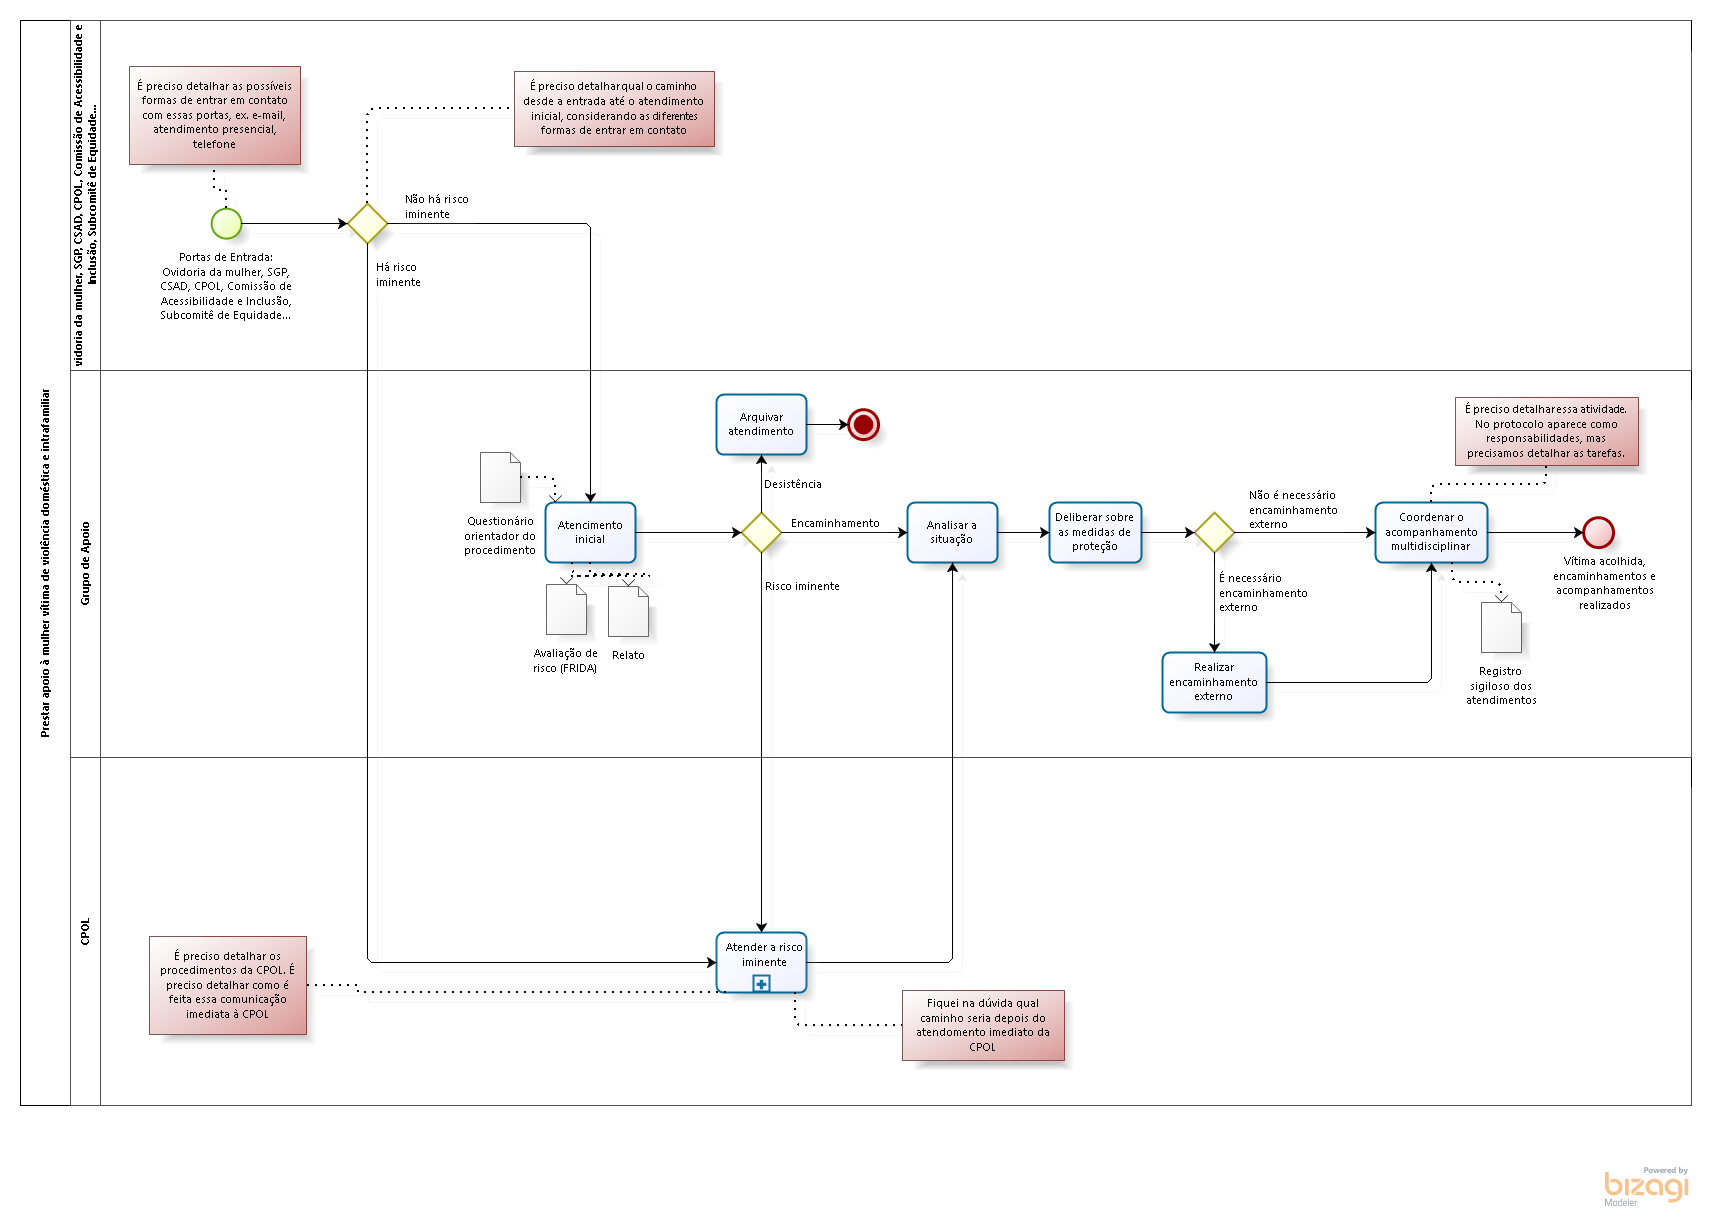 Prestar apoio à mulher vítima de violência doméstica e intrafamiliar
vidoria da mulher, SGP, CSAD, CPOL, Comissão de Acessibilidade e
Inclusão, Subcomitê de Equidade...
É preciso detalhar as possíveis
formas de entrar em contato
com essas portas, ex. e-mail,
atendimento presencial,
telefone
É preciso detalhar qual o caminho
desde a entrada até o atendimento
inicial, considerando as diferentes
formas de entrar em contato
Não há risco
iminente
Há risco
iminente
Portas de Entrada:
Ovidoria da mulher, SGP,
CSAD, CPOL, Comissão de
Acessibilidade e Inclusão,
Subcomitê de Equidade...
Grupo de Apoio
Arquivar
atendimento
Desistência
Questionário
orientador do
procedimento
Atencimento
inicial
Avaliação de
risco (FRIDA)
Relato
Encaminhamento
Risco iminente
Analisar a
situação
Deliberar sobre
as medidas de
proteção
Não é necessário
encaminhamento
externo
É necessário
encaminhamento
externo
Realizar
encaminhamento
externo
É preciso detalhar essa atividade.
No protocolo aparece como
responsabilidades, mas
precisamos detalhar as tarefas.
Coordenar o
acompanhamento
multidisciplinar
Vítima acolhida,
encaminhamentos e
acompanhamentos
realizados
Registro
sigiloso dos
atendimentos
CPOL
É preciso detalhar os
procedimentos da CPOL. É
preciso detalhar como é
feita essa comunicação
imediata à CPOL
Atender a risco
iminente
Fiquei na dúvida qual
caminho seria depois do
atendomento imediato da
CPOL
Powered by
bizagi
Modeler